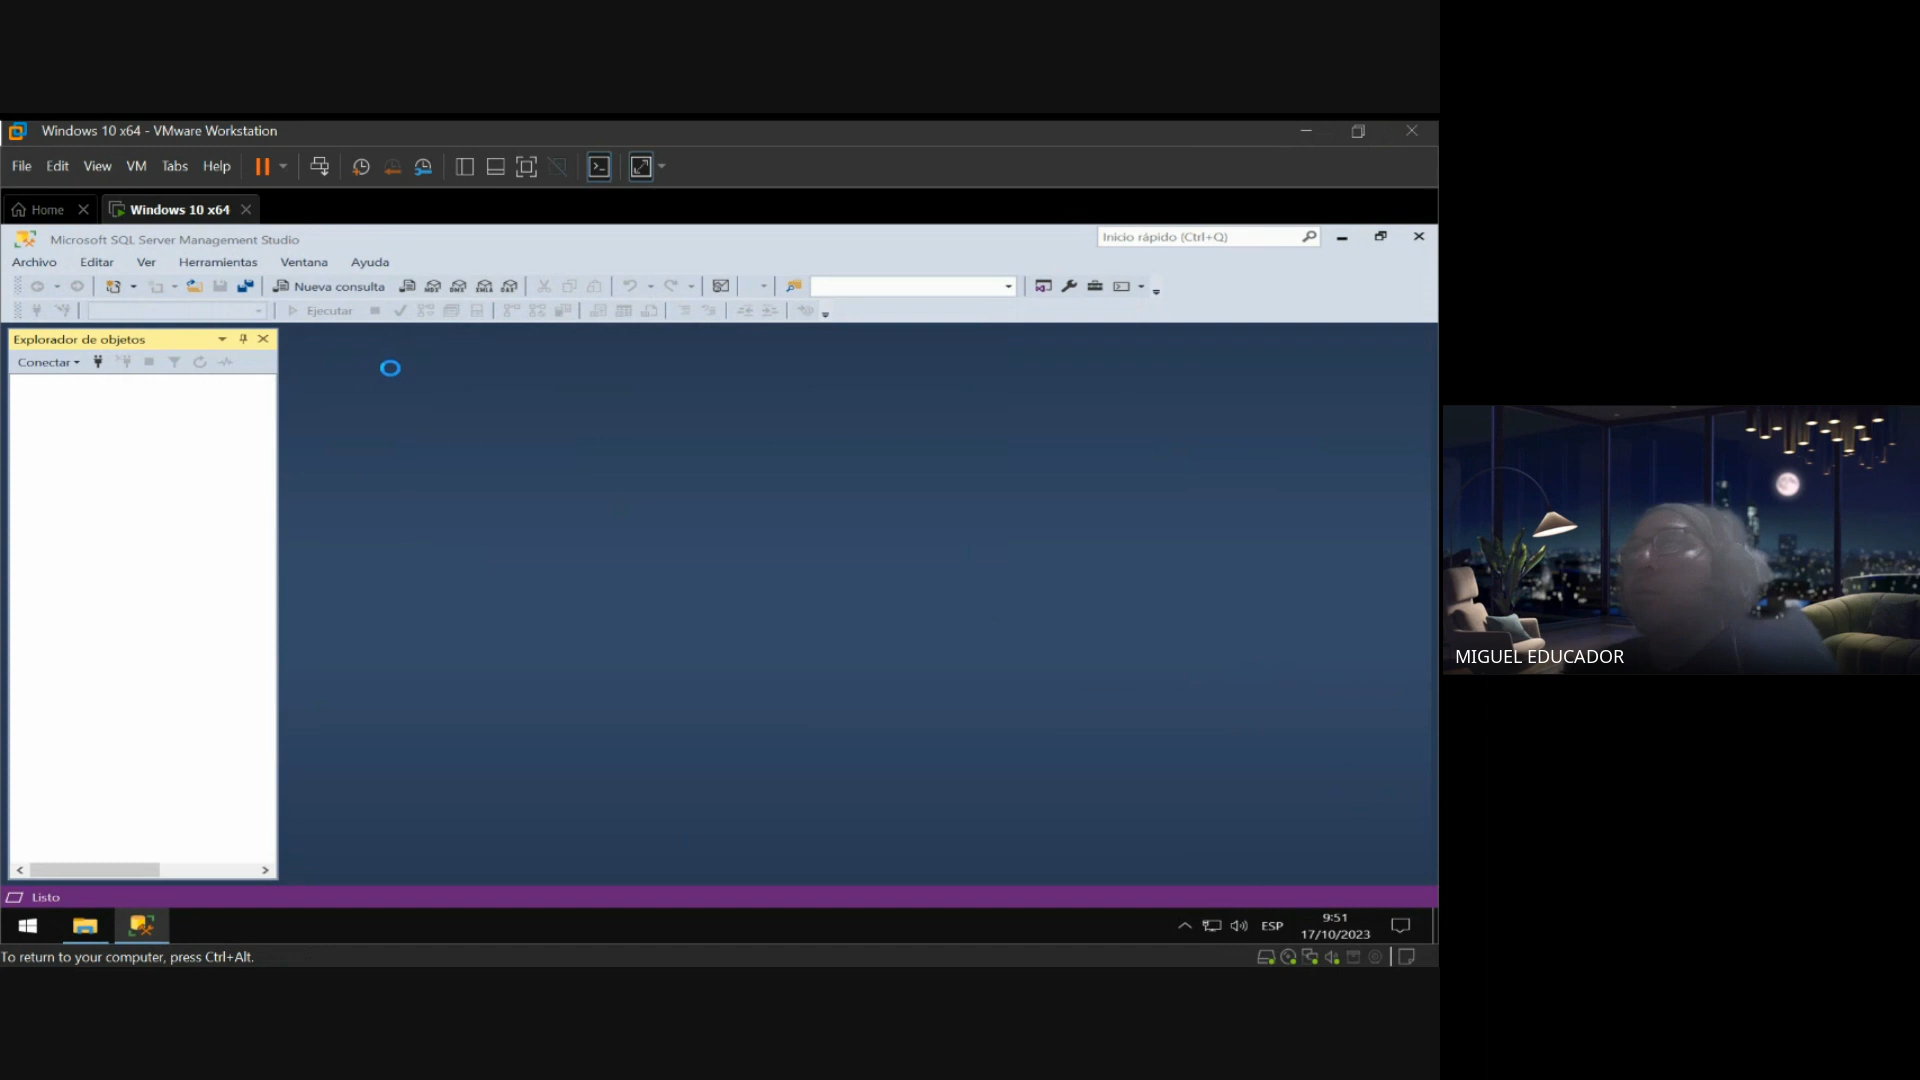 Windows 10 x64 - VMware Workstation
File Edit View VM Tabs Help
Home Windows 10 x64
Microsoft SQL Server Management Studio Inicio rápido (Ctrl+Q)
Archivo Editar Ver Herramientas Ventana Ayuda
Nueva consulta
Ejecutar
Explorador de objetos
Conectar
Listo
ESP
9:51
17/10/2023
To return to your computer, press Ctrl+Alt.
MIGUEL EDUCADOR